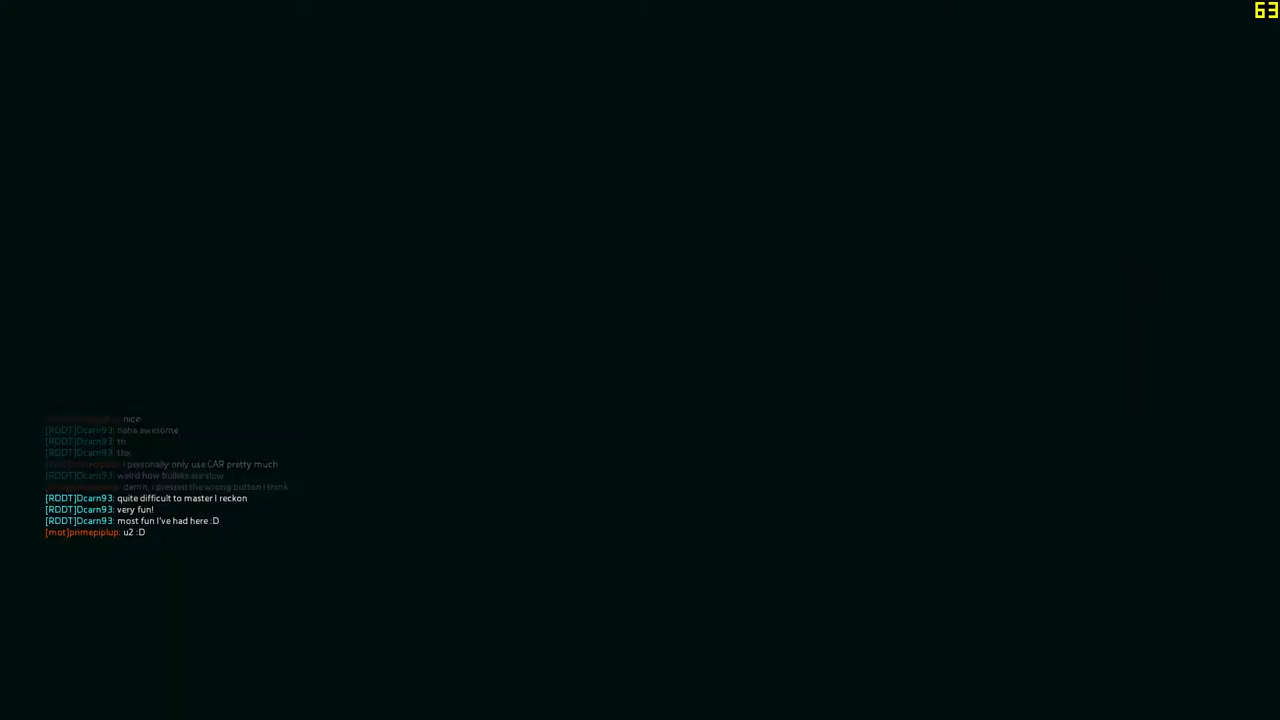 63
nice
[RDDT]Dcarn93: haha awesome
[RDDT]Dcarn93: th
[RDDT]Dcarn93: thx
I personally only use CAR pretty much
[RDDT]Dcarn93: weird how bullets are slow
damn, i pressed the wrong button i think
[RDDT]Dcarn93: quite difficult to master I reckon
[RDDT]Dcarn93: very fun!
[RDDT]Dcarn93: most fun I've had here :D
[mot]primepiplup: u2 :D